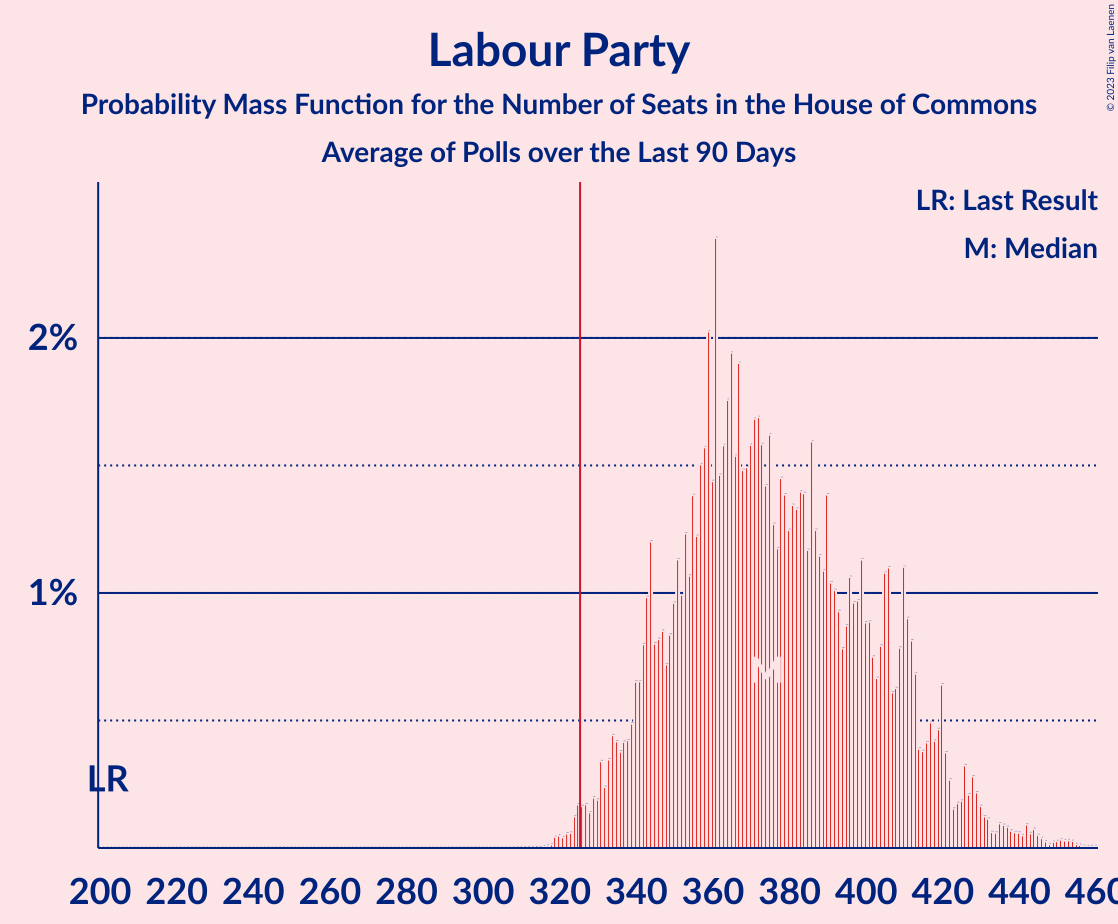 Labour Party
Probability Mass Function for the Number of Seats in the House of Commons
Average of Polls over the Last 90 Days
© 2023 Filip van Laenen
LR: Last Result
M: Median
2%
1%
M
LR
200 220 240 260 280 300 320 340 360 380 400 420 440 460